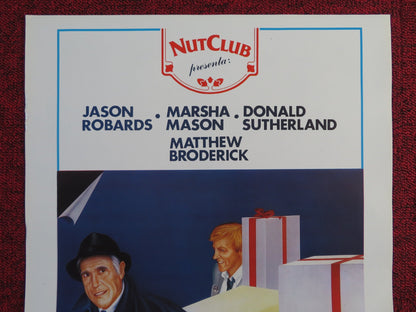 NUTCLUB
presenta:
JASON ROBARDS • MARSHA MASON • DONALD SUTHERLAND
MATTHEW BRODERICK